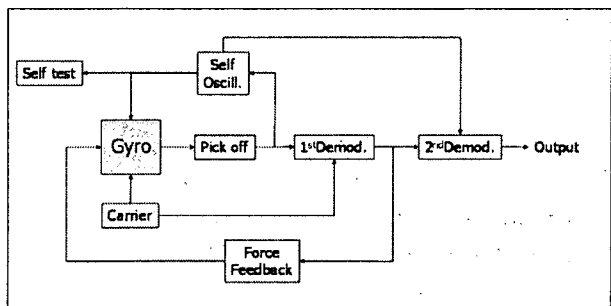 Self test
Self
Oscill.
Gyro
Pick off
1stDemod.
2ndDemod.
Output
Carrier
Force
Feedback